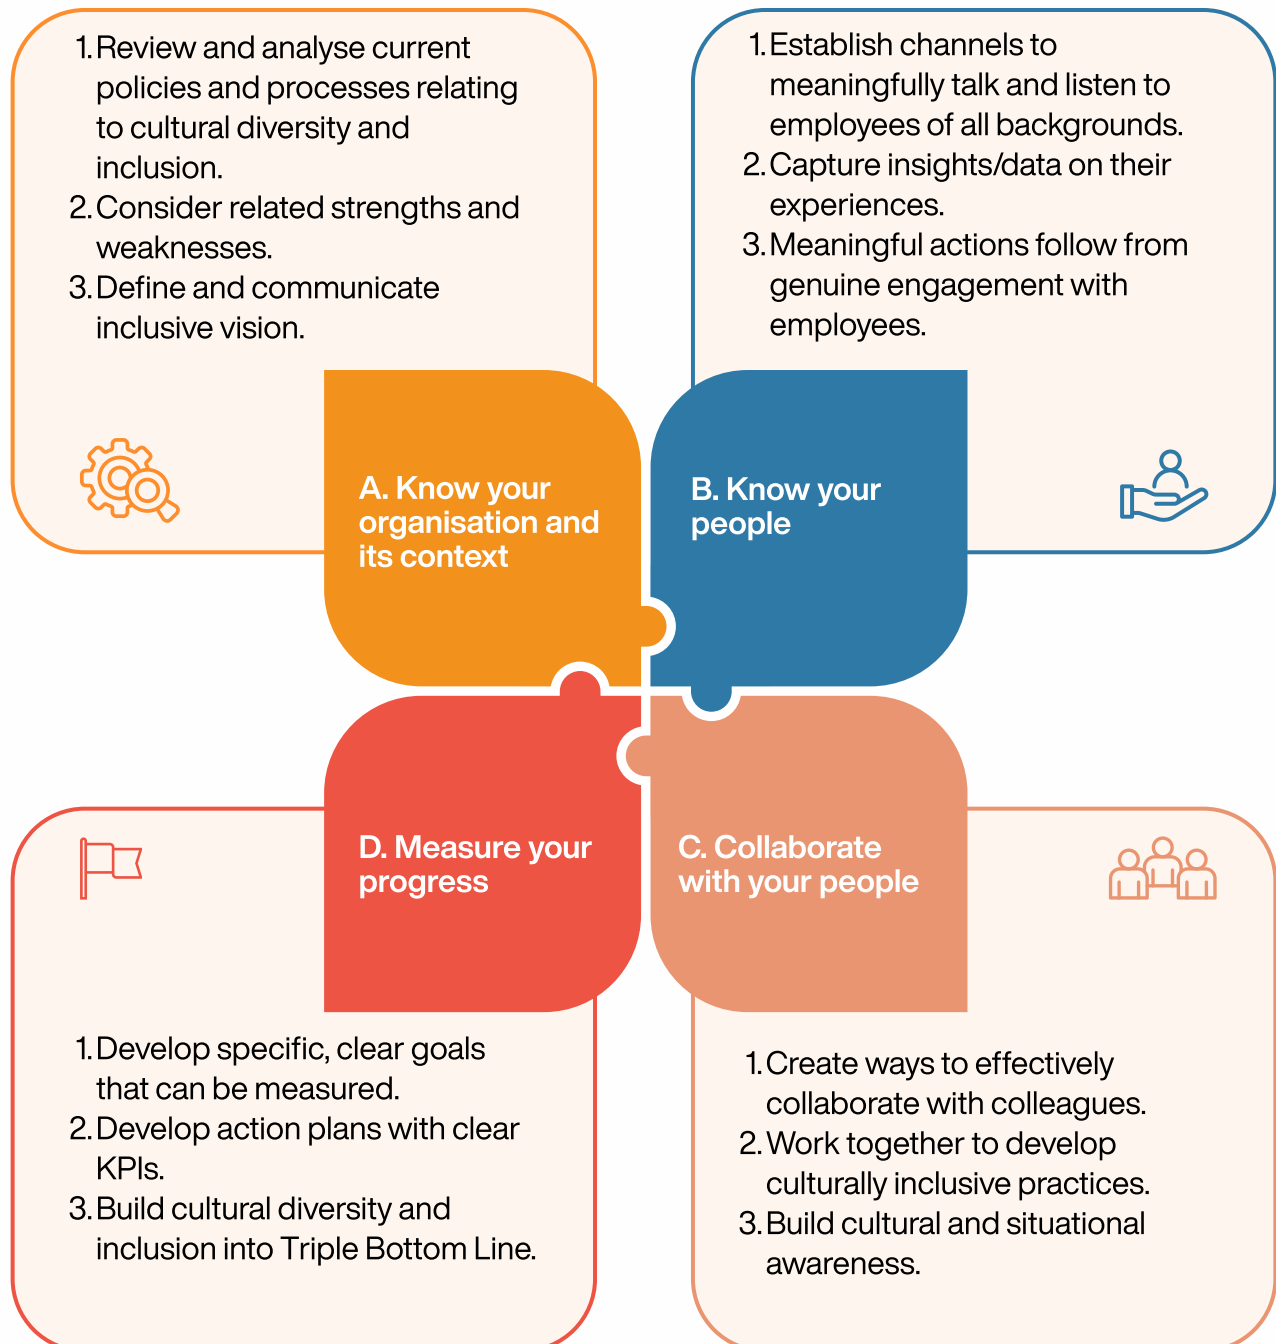 1. Review and analyse current
policies and processes relating
to cultural diversity and
inclusion.
2. Consider related strengths and
weaknesses.
3. Define and communicate
inclusive vision.
A. Know your
organisation and
its context
1. Establish channels to
meaningfully talk and listen to
employees of all backgrounds.
2. Capture insights/data on their
experiences.
3. Meaningful actions follow from
genuine engagement with
employees.
B. Know your
people
D. Measure your
progress
1. Develop specific, clear goals
that can be measured.
2. Develop action plans with clear
KPIs.
3. Build cultural diversity and
inclusion into Triple Bottom Line.
C. Collaborate
with your people
1. Create ways to effectively
collaborate with colleagues.
2. Work together to develop
culturally inclusive practices.
3. Build cultural and situational
awareness.